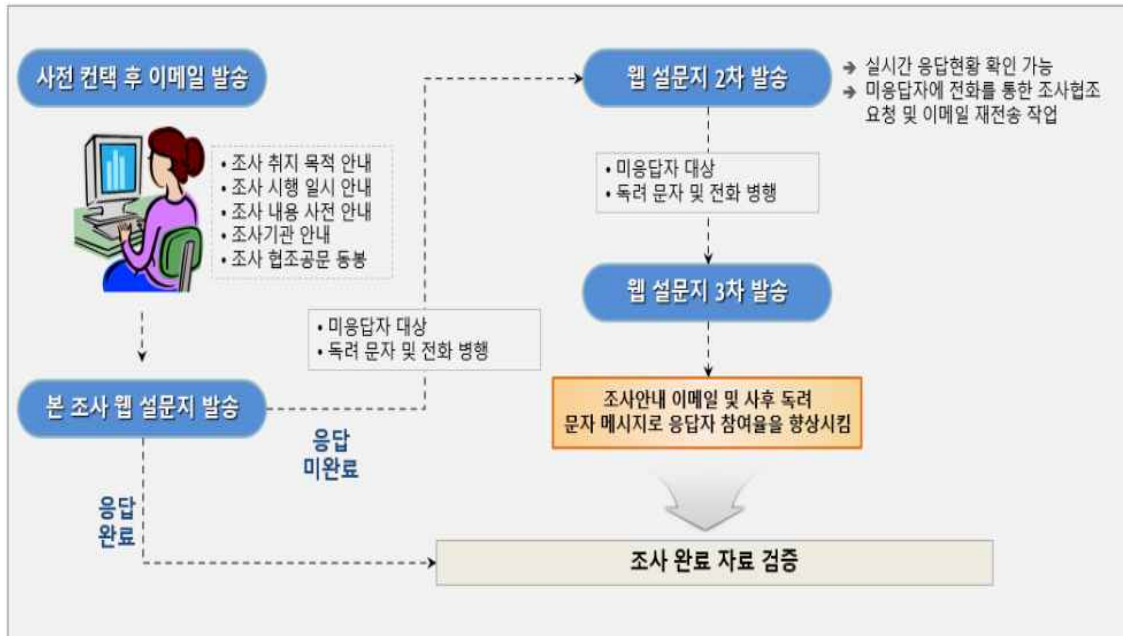 사전 컨택 후 이메일 발송
• 조사 취지 목적 안내
• 조사 시행 일시 안내
• 조사 내용 사전 안내
• 조사기관 안내
• 조사 협조공문 동봉
본 조사 웹 설문지 발송
응답
미완료
응답
완료
• 미응답자 대상
• 독려 문자 및 전화 병행
웹 설문지 2차 발송
➔ 실시간 응답현황 확인 가능
➔ 미응답자에 전화를 통한 조사협조
요청 및 이메일 재전송 작업
• 미응답자 대상
• 독려 문자 및 전화 병행
웹 설문지 3차 발송
조사안내 이메일 및 사후 독려
문자 메시지로 응답자 참여율을 향상시킴
조사 완료 자료 검증